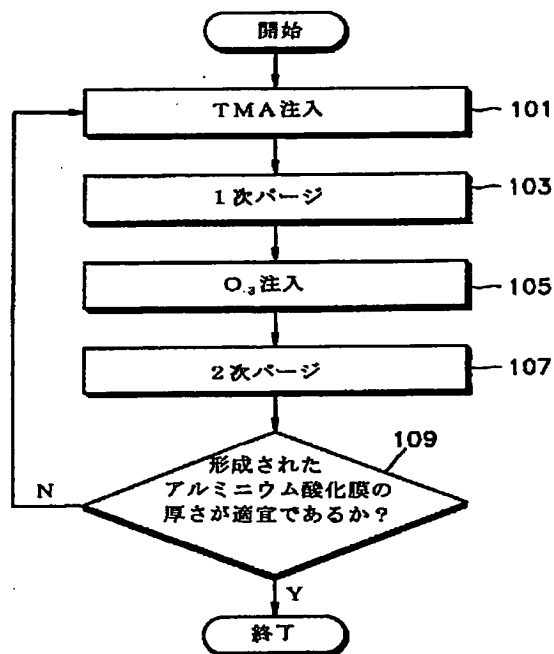 開始
TMA注入
101
1次パージ
103
O₃注入
105
2次パージ
107
109
形成された
アルミニウム酸化膜の
厚さが適宜であるか？
N
Y
終了